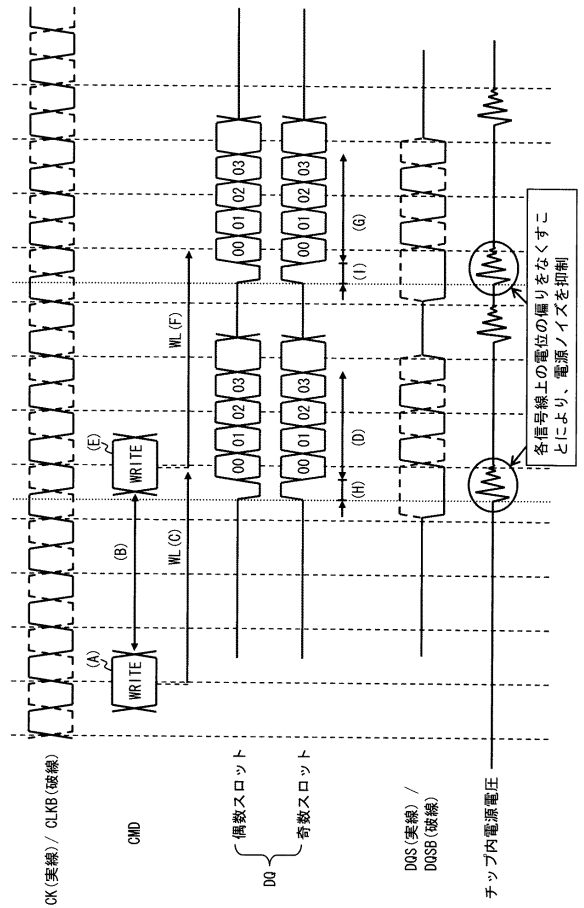 CK(実線)/ CLKB(破線)
CMD
(A)
WRITE
(B)
(E)
WRITE
WL(C)
WL(F)
DQ
偶数スロット
00 01 02 03
00 01 02 03
奇数スロット
00 01 02 03
00 01 02 03
(H)
(D)
(I)
(G)
DQS(実線)/
DQSB(破線)
チップ内電源電圧
各信号線上の電位の偏りをなくすこ
とにより、電源ノイズを抑制